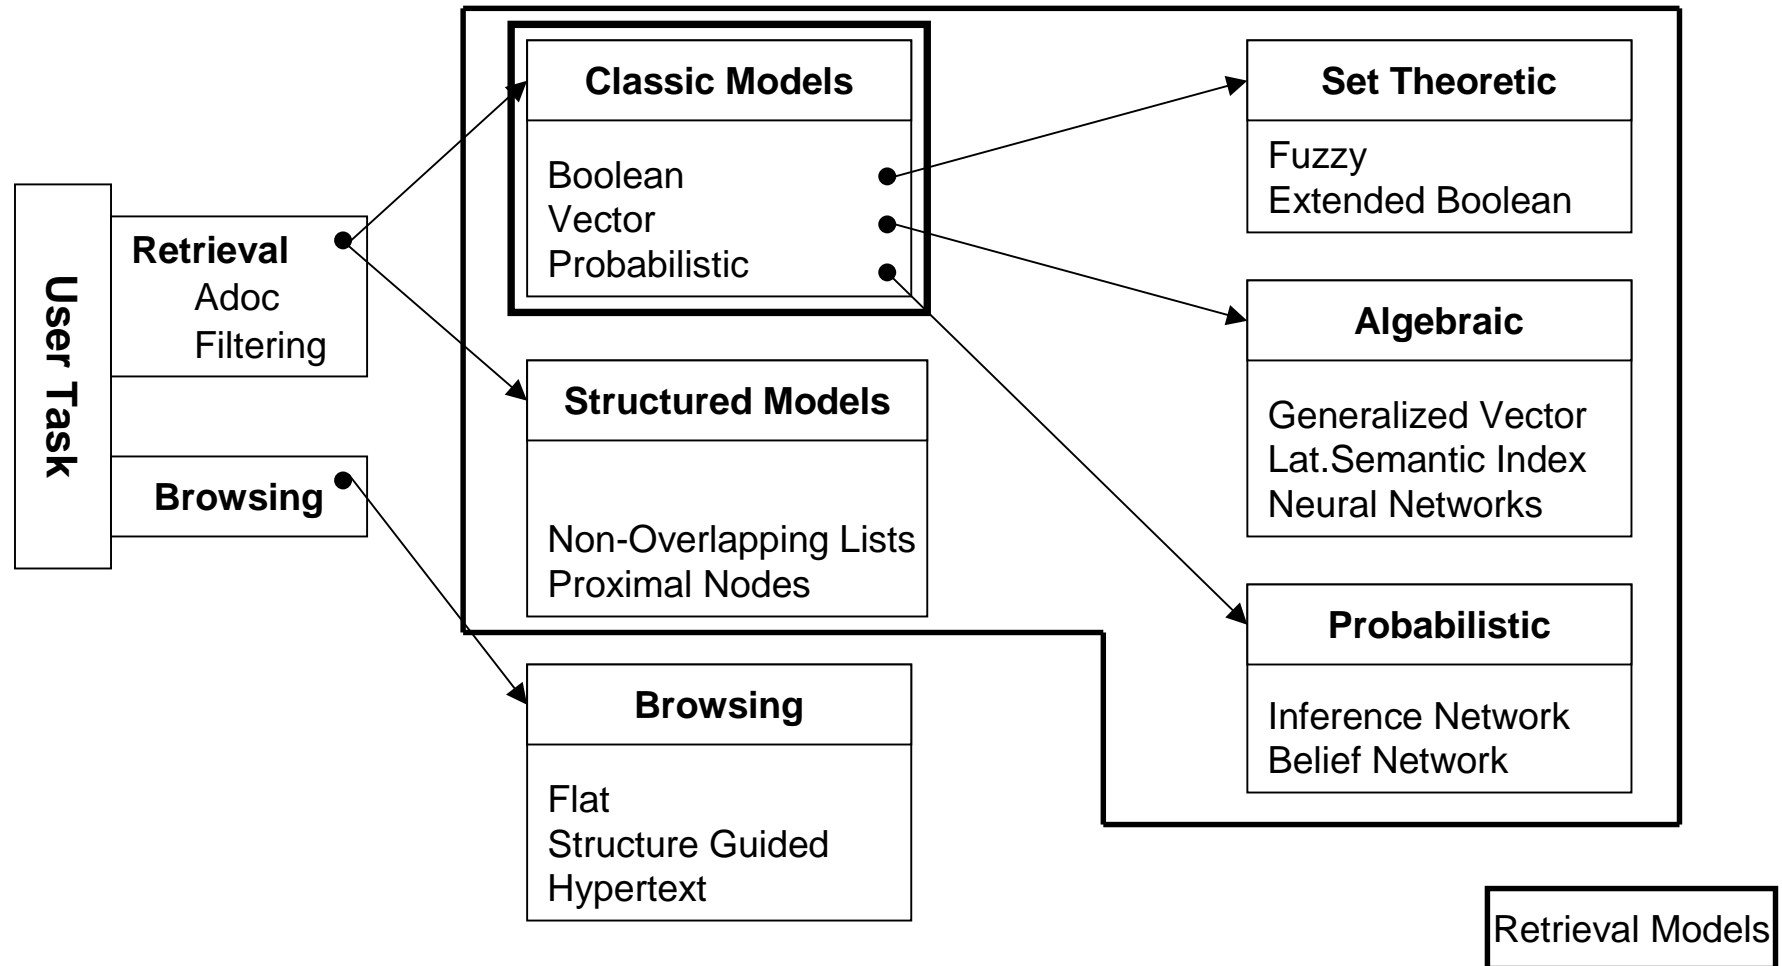 User Task
Retrieval
Adoc
Filtering
Browsing
Classic Models
Boolean
Vector
Probabilistic
Structured Models
Non-Overlapping Lists
Proximal Nodes
Browsing
Flat
Structure Guided
Hypertext
Set Theoretic
Fuzzy
Extended Boolean
Algebraic
Generalized Vector
Lat.Semantic Index
Neural Networks
Probabilistic
Inference Network
Belief Network
Retrieval Models